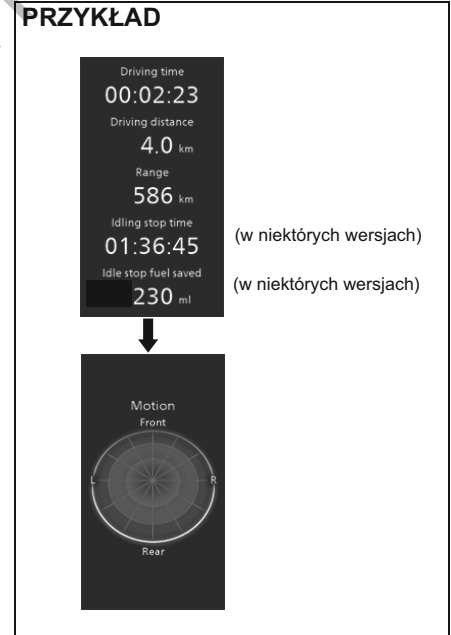 PRZYKŁAD
Driving time
00:02:23
Driving distance
4.0 km
Range
586 km
Idling stop time
01:36:45
(w niektórych wersjach)
Idle stop fuel saved
230 ml
(w niektórych wersjach)
Motion
Front
L R
Rear